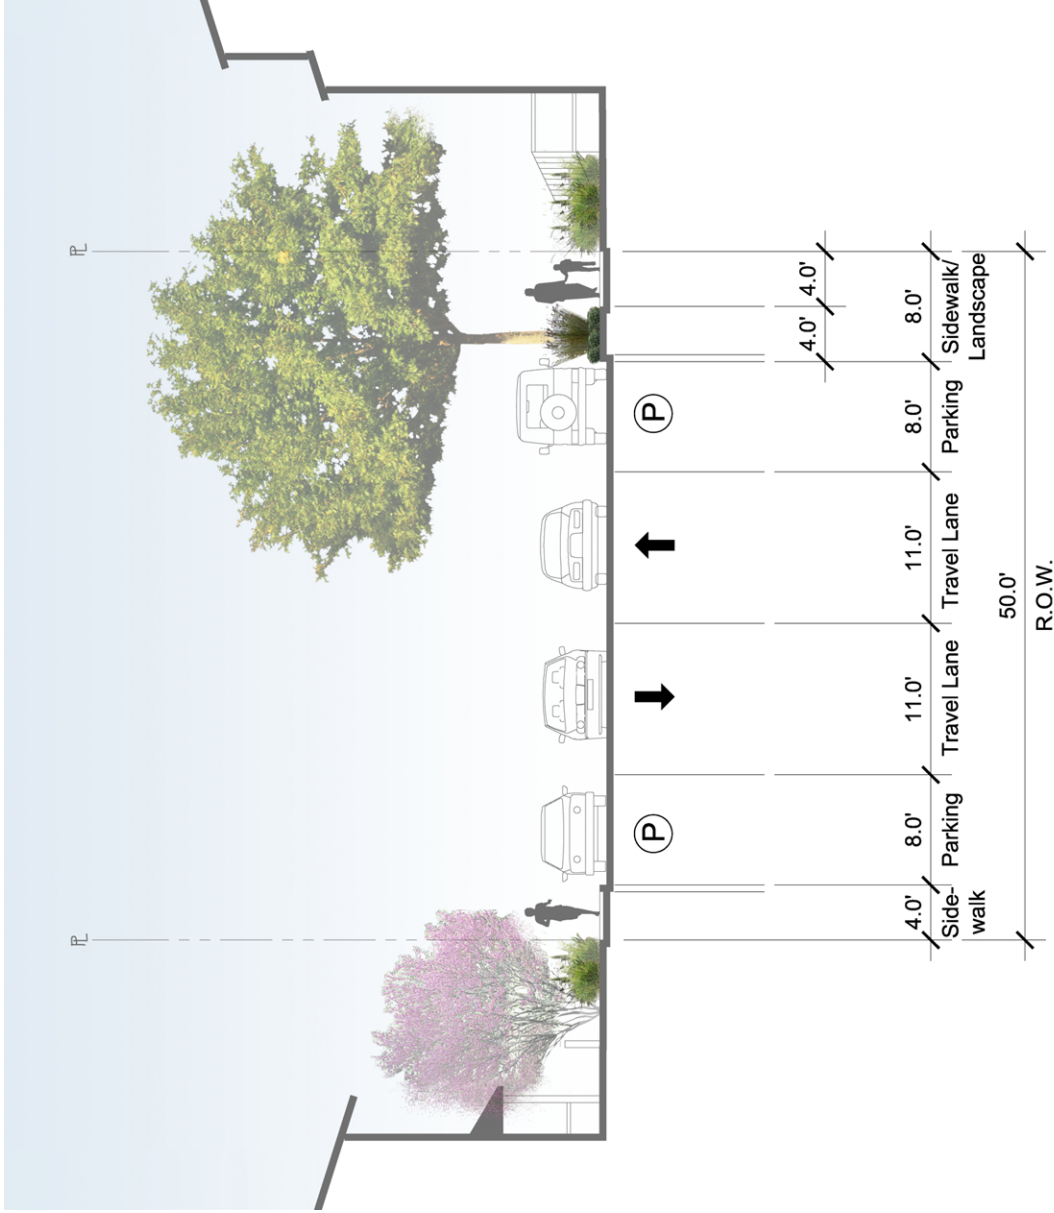 PL
PL
P
P
4.0'
4.0'
4.0'
8.0'
11.0'
11.0'
8.0'
8.0'
Side-
walk
Parking
Travel Lane
Travel Lane
Parking
Sidewalk/
Landscape
50.0'
R.O.W.